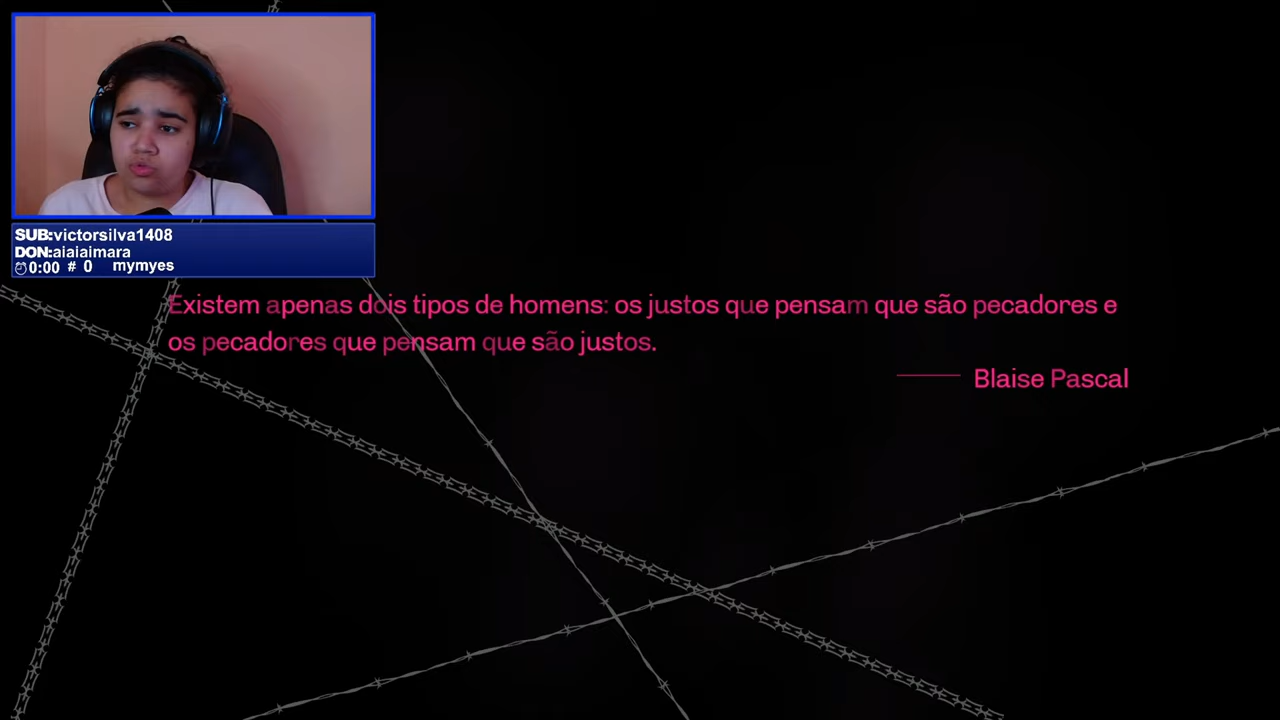 SUB:victorsilva1408
DON:aiaiaimara
0:00 # 0 mymyes
Existem apenas dois tipos de homens: os justos que pensam que são pecadores e
os pecadores que pensam que são justos.
Blaise Pascal